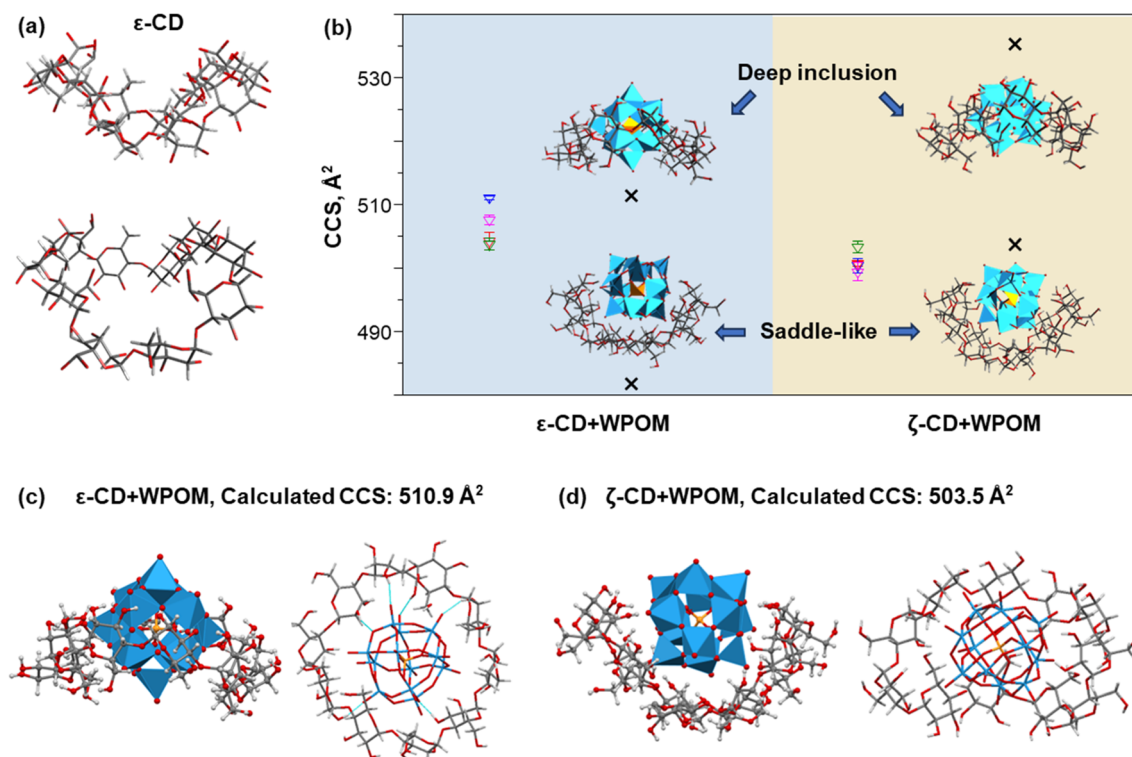 (a)
ε-CD
(b)
CCS, Å²
530
510
490
Deep inclusion
Saddle-like
ε-CD+WPOM
ζ-CD+WPOM
(c) ε-CD+WPOM, Calculated CCS: 510.9 Å²
(d) ζ-CD+WPOM, Calculated CCS: 503.5 Å²